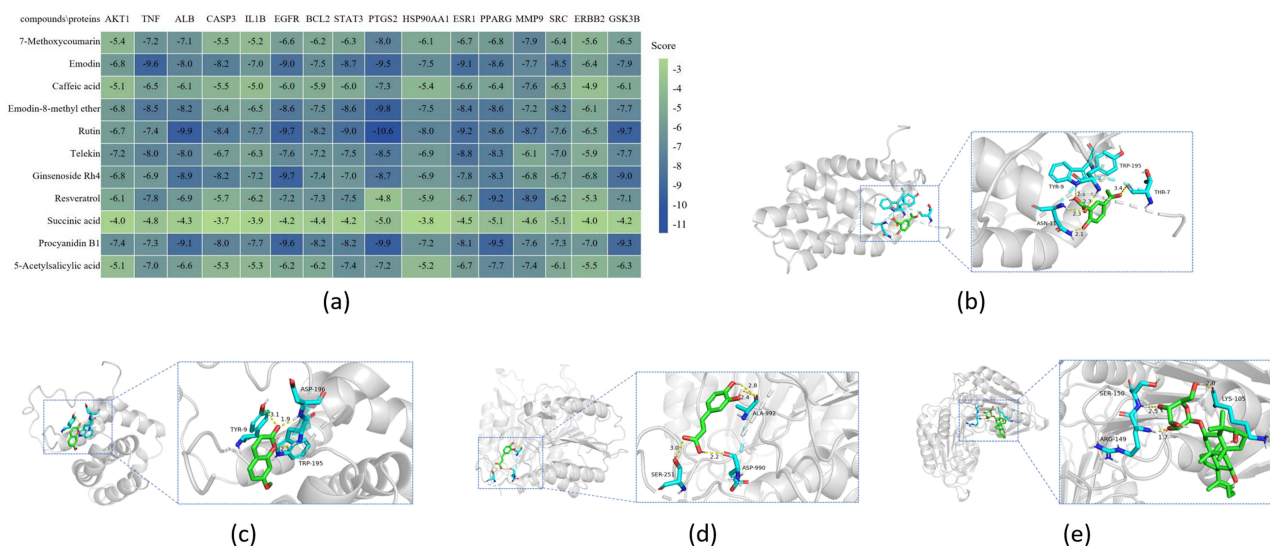 compounds\proteins AKT1 TNF ALB CASP3 IL1B EGFR BCL2 STAT3 PTGS2 HSP90AA1 ESR1 PPARG MMP9 SRC ERBB2 GSK3B
7-Methoxycoumarin -5.4 -7.2 -7.1 -5.5 -5.2 -6.6 -6.2 -6.3 -8.0 -6.1 -6.7 -6.8 -7.9 -6.4 -5.6 -6.5
Emodin -6.8 -9.6 -8.0 -8.2 -7.0 -9.0 -7.5 -8.7 -9.5 -7.5 -9.1 -8.6 -7.7 -8.5 -6.4 -7.9
Caffeic acid -5.1 -6.5 -6.1 -5.5 -5.0 -6.0 -5.9 -6.0 -7.3 -5.4 -6.6 -6.4 -7.6 -6.3 -4.9 -6.1
Emodin-8-methyl ether -6.8 -8.5 -8.2 -6.4 -6.5 -8.6 -7.5 -8.6 -9.8 -7.5 -8.4 -8.6 -7.2 -8.2 -6.1 -7.7
Rutin -6.7 -7.4 -9.9 -8.4 -7.7 -9.7 -8.2 -9.0 -10.6 -8.0 -9.2 -8.6 -8.7 -7.6 -6.5 -9.7
Telekin -7.2 -8.0 -8.0 -6.7 -6.3 -7.6 -7.2 -7.5 -8.5 -6.9 -8.8 -8.3 -6.1 -7.0 -5.9 -7.7
Ginsenoside Rh4 -6.8 -6.9 -8.9 -7.2 -6.8 -9.7 -7.4 -7.0 -8.7 -6.9 -7.8 -8.3 -6.8 -7.6 -6.8 -9.0
Resveratrol -6.1 -7.8 -6.9 -5.7 -6.2 -7.2 -7.3 -7.5 -4.8 -5.9 -6.7 -9.2 -8.9 -6.2 -5.3 -7.1
Succinic acid -4.0 -4.8 -4.3 -3.7 -3.9 -4.2 -4.4 -4.2 -5.0 -3.8 -4.5 -5.1 -4.6 -5.1 -4.0 -4.2
Procyanidin B1 -7.4 -7.3 -9.1 -8.0 -7.7 -9.6 -8.2 -8.2 -9.9 -7.2 -8.1 -9.5 -7.6 -7.3 -7.0 -9.3
5-Acetylsalicylic acid -5.1 -7.0 -6.6 -5.3 -5.3 -6.2 -6.2 -7.4 -7.2 -5.2 -6.7 -7.7 -7.4 -6.1 -5.5 -6.3
Score
-3
-4
-5
-6
-7
-8
-9
-10
-11
(a)
TRP-195
TYR-9
3.4
THR-7
2.3
2.1
(b)
ASP-196
3.1
1.9
TYR-9
TRP-195
(c)
2.8
2.4
ALA-992
3.0
2.2
SER-251
ASP-990
(d)
LYS-105
1.7
ARG-149
(e)